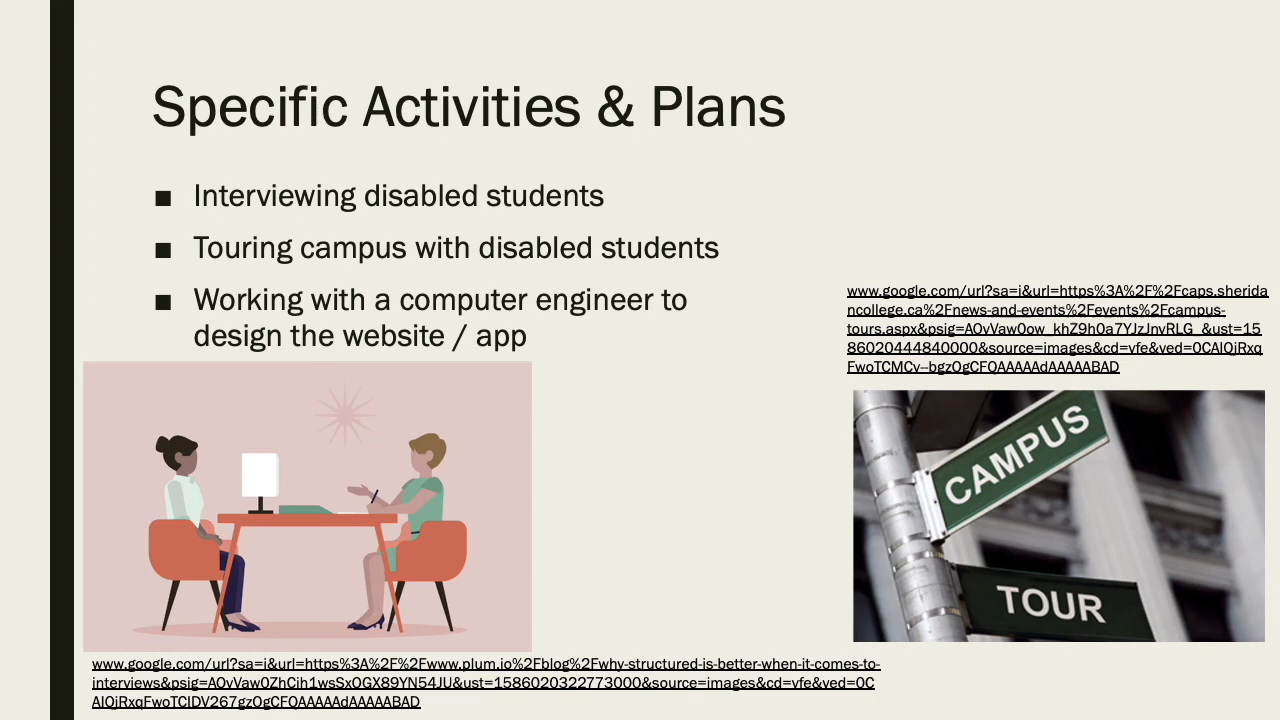 Specific Activities & Plans
■ Interviewing disabled students
■ Touring campus with disabled students
■ Working with a computer engineer to
design the website / app
www.google.com/url?sa=i&url=https%3A%2F%2Fcaps.sherida
ncollege.ca%2Fnews-and-events%2Fevents%2Fcampus-
tours.aspx&psig=AOvVaw0ow_khZ9h0a7YJzJnvRLG_&ust=15
86020444840000&source=images&cd=vfe&ved=0CAIQjRxq
FwoTCMCv--bgzOgCFQAAAAAdAAAAABAD
CAMPUS
TOUR
www.google.com/url?sa=i&url=https%3A%2F%2Fwww.plum.io%2Fblog%2Fwhy-structured-is-better-when-it-comes-to-
interviews&psig=AOvVaw0ZhCjh1wsSxOGX89YN54JU&ust=1586020322773000&source=images&cd=vfe&ved=0C
AIQjRxqFwoTCIDV267gzOgCFQAAAAAdAAAAABAD